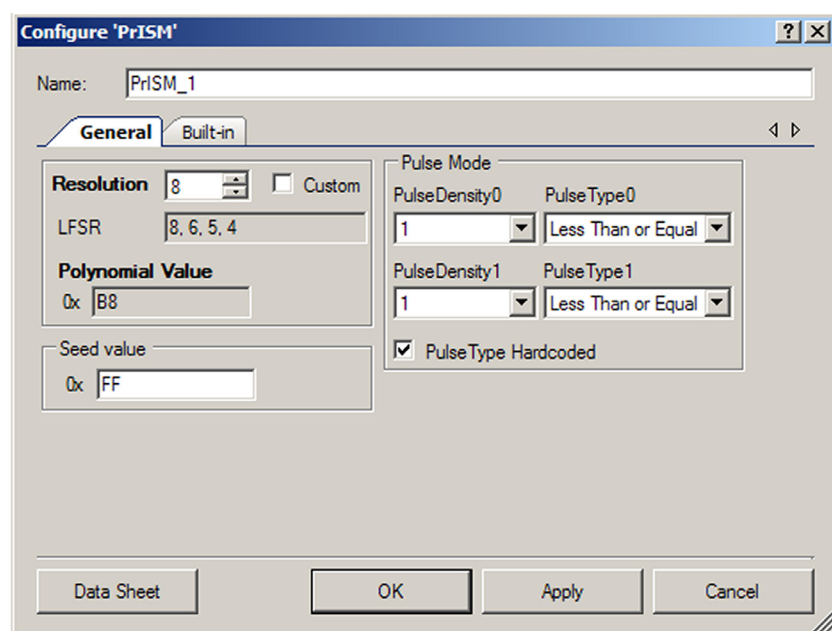 Configure 'PrISM'
Name: PrISM_1
General Built-in
Resolution 8 Custom
LFSR 8, 6, 5, 4
Polynomial Value
0x B8
Seed value
0x FF
Pulse Mode
PulseDensity0 PulseType0
1 Less Than or Equal
PulseDensity1 PulseType1
1 Less Than or Equal
PulseType Hardcoded
Data Sheet OK Apply Cancel